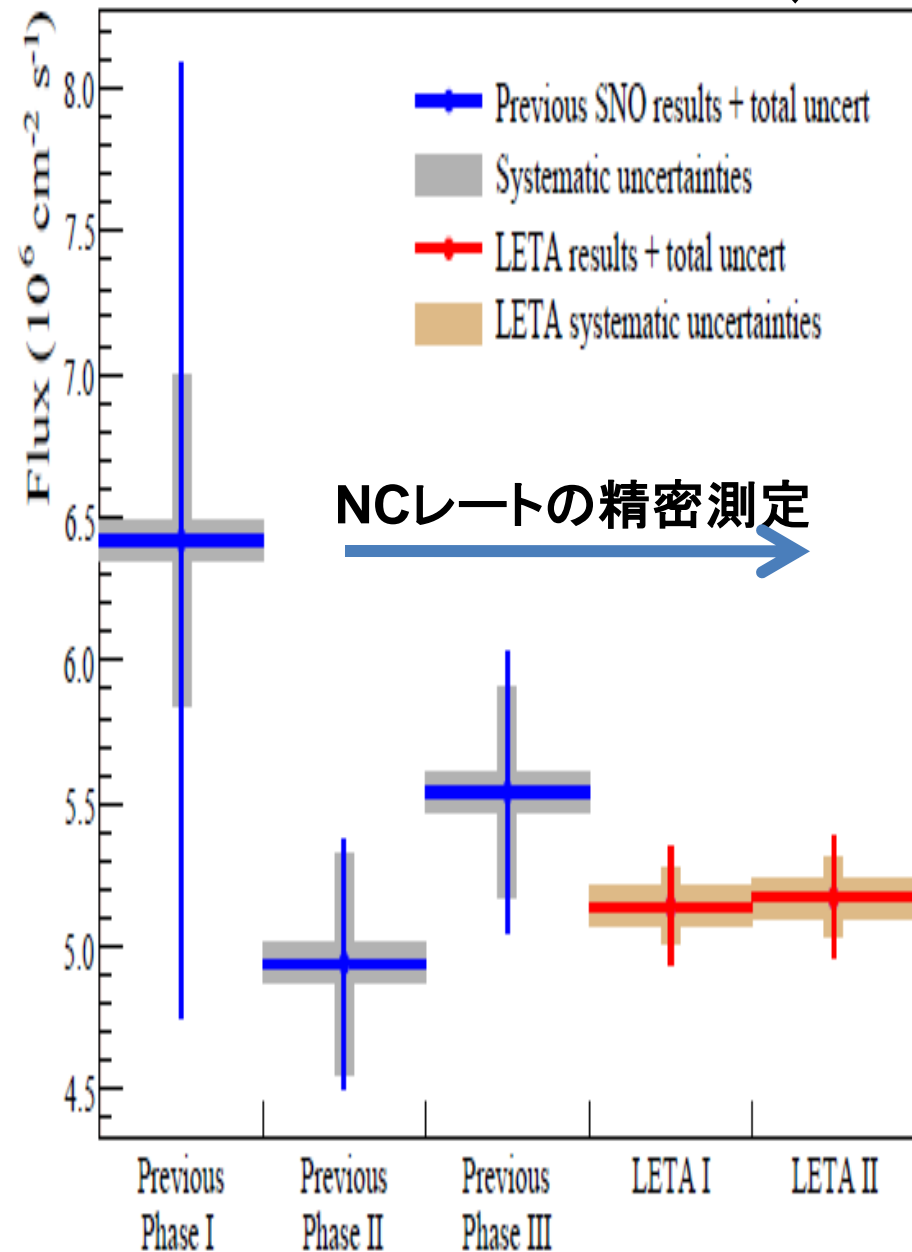 Flux (10⁶ cm⁻² s⁻¹)
8.0
7.5
7.0
6.5
6.0
5.5
5.0
4.5
Previous SNO results + total uncert
Systematic uncertainties
LETA results + total uncert
LETA systematic uncertainties
NCレートの精密測定
Previous Phase I
Previous Phase II
Previous Phase III
LETA I
LETA II